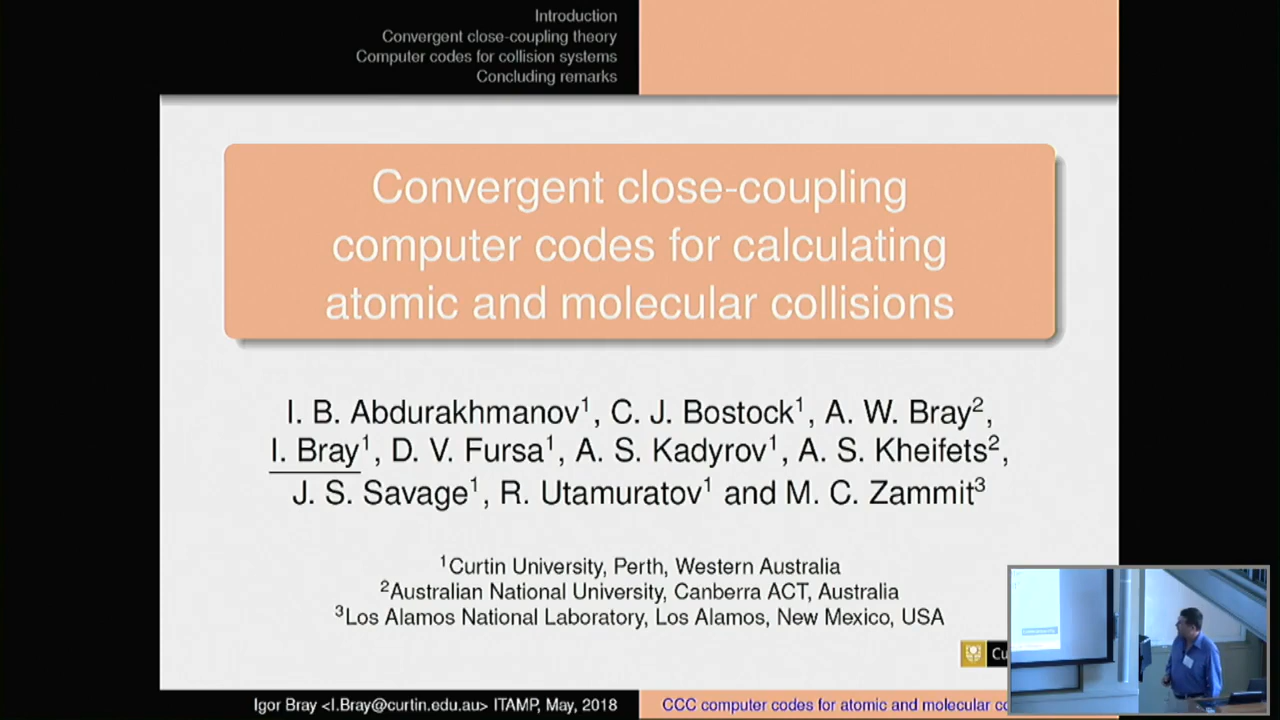 Introduction
Convergent close-coupling theory
Computer codes for collision systems
Concluding remarks
Convergent close-coupling
computer codes for calculating
atomic and molecular collisions
I. B. Abdurakhmanov¹, C. J. Bostock¹, A. W. Bray²,
I. Bray¹, D. V. Fursa¹, A. S. Kadyrov¹, A. S. Kheifets²,
J. S. Savage¹, R. Utamuratov¹ and M. C. Zammit³
¹Curtin University, Perth, Western Australia
²Australian National University, Canberra ACT, Australia
³Los Alamos National Laboratory, Los Alamos, New Mexico, USA
Cu
Igor Bray <I.Bray@curtin.edu.au> ITAMP, May, 2018
CCC computer codes for atomic and molecular co